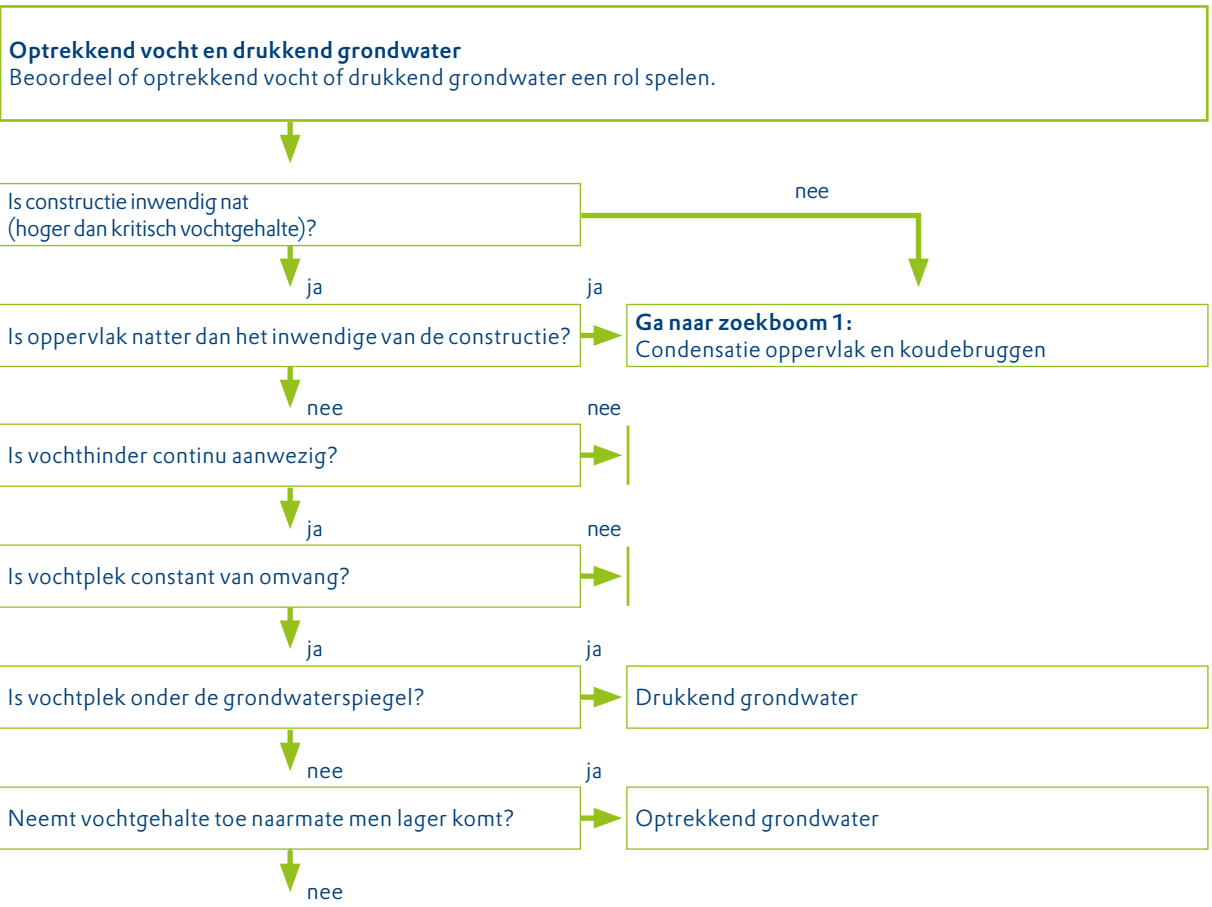 Optrekkend vocht en drukkend grondwater
Beoordeel of optrekkend vocht of drukkend grondwater een rol spelen.
Is constructie inwendig nat
(hoger dan kritisch vochtgehalte)?
nee
ja
ja
Is oppervlak natter dan het inwendige van de constructie?
Ga naar zoekboom 1:
Condensatie oppervlak en koudebruggen
nee
nee
Is vochthinder continu aanwezig?
ja
nee
Is vochtplek constant van omvang?
ja
ja
Is vochtplek onder de grondwaterspiegel?
Drukkend grondwater
nee
ja
Neemt vochtgehalte toe naarmate men lager komt?
Optrekkend grondwater
nee